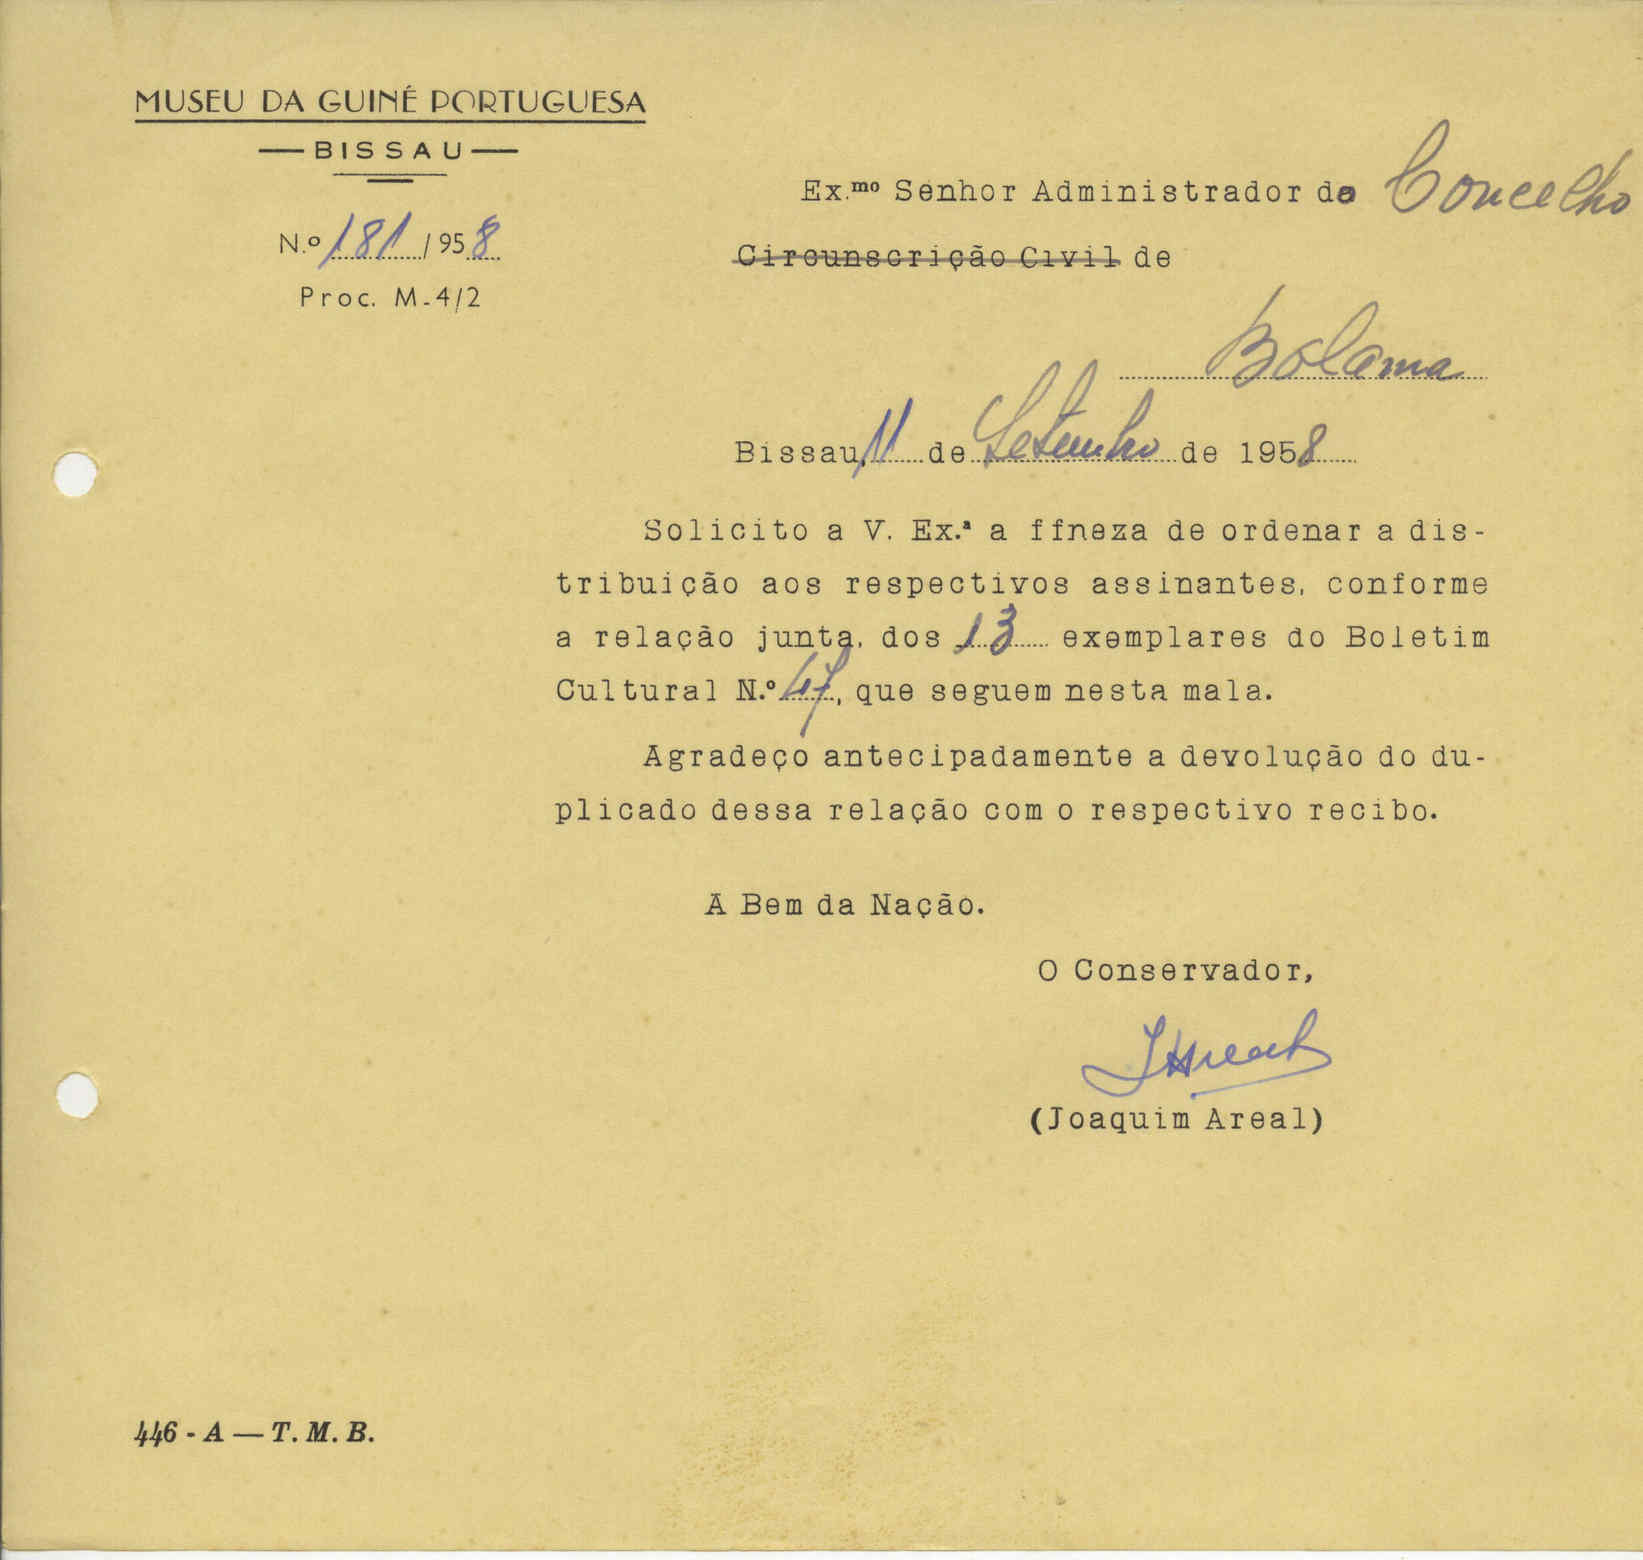 MUSEU DA GUINÉ PORTUGUESA
—BISSAU—
N.º 181/958
Proc. M-4/2
Ex.mo Senhor Administrador do Concelho
Circunscrição Civil de
Bolama
Bissau, 11 de Setembro de 1958
Solicito a V. Ex.ª a ffneza de ordenar a dis-
tribuição aos respectivos assinantes, conforme
a relação junta, dos 13 exemplares do Boletim
Cultural N.º 47, que seguem nesta mala.
Agradeço antecipadamente a devolução do du-
plicado dessa relação com o respectivo recibo.
A Bem da Nação.
O Conservador,
JAreal
(Joaquim Areal)
446 - A — T. M. B.